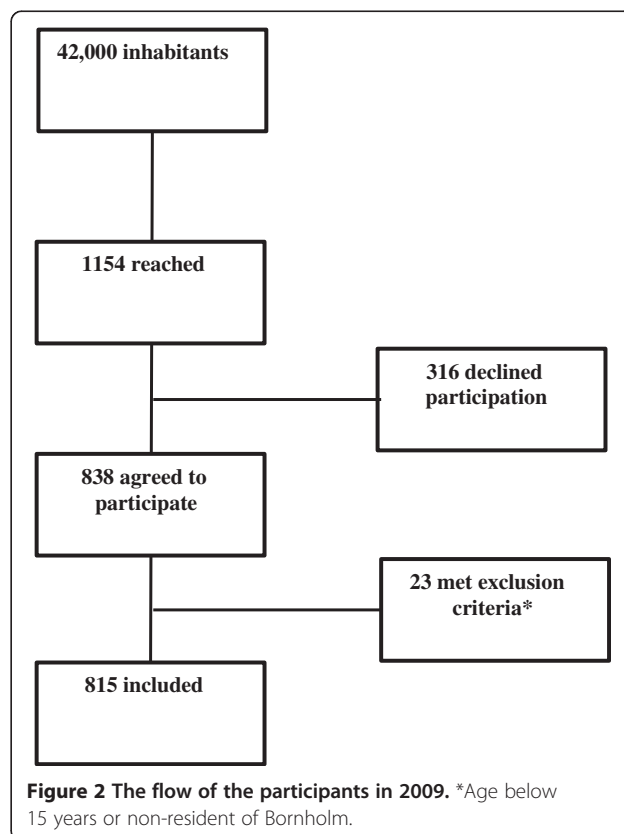 42,000 inhabitants
1154 reached
316 declined
participation
838 agreed to
participate
23 met exclusion
criteria*
815 included
Figure 2 The flow of the participants in 2009. *Age below
15 years or non-resident of Bornholm.